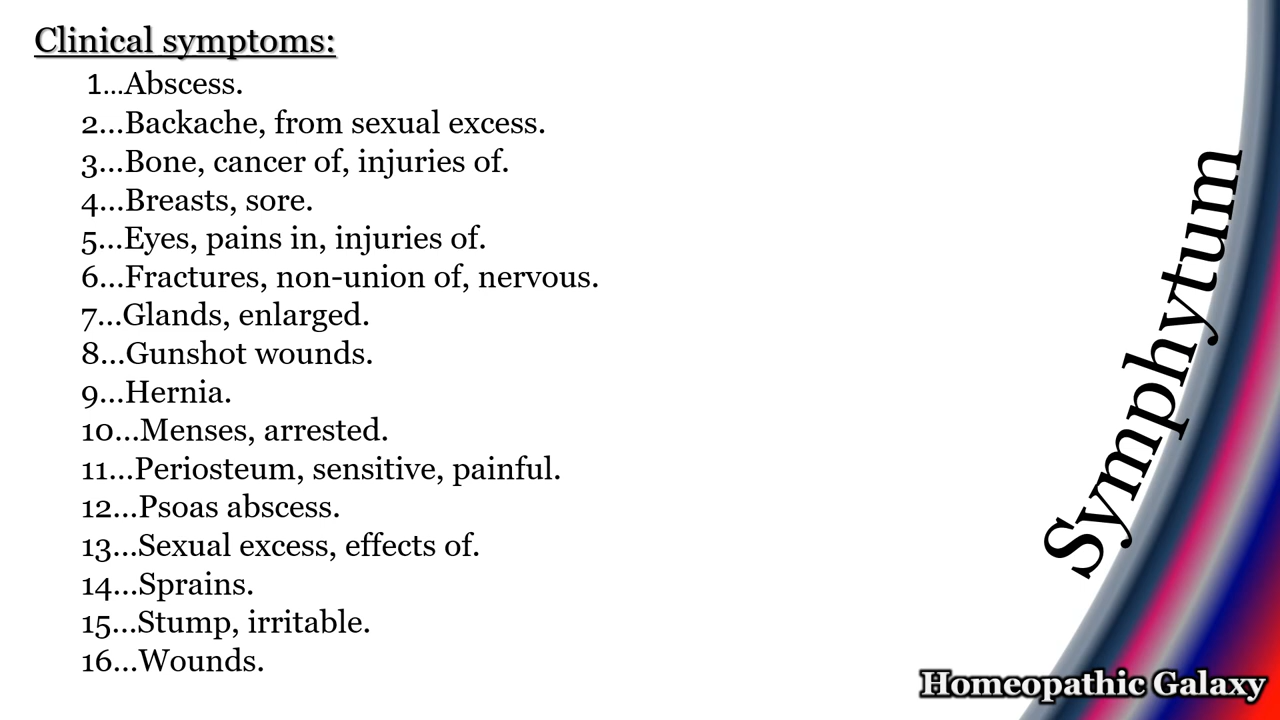 Clinical symptoms:
1...Abscess.
2...Backache, from sexual excess.
3...Bone, cancer of, injuries of.
4...Breasts, sore.
5...Eyes, pains in, injuries of.
6...Fractures, non-union of, nervous.
7...Glands, enlarged.
8...Gunshot wounds.
9...Hernia.
10...Menses, arrested.
11...Periosteum, sensitive, painful.
12...Psoas abscess.
13...Sexual excess, effects of.
14...Sprains.
15...Stump, irritable.
16...Wounds.
Symphytum
Homeopathic Galaxy